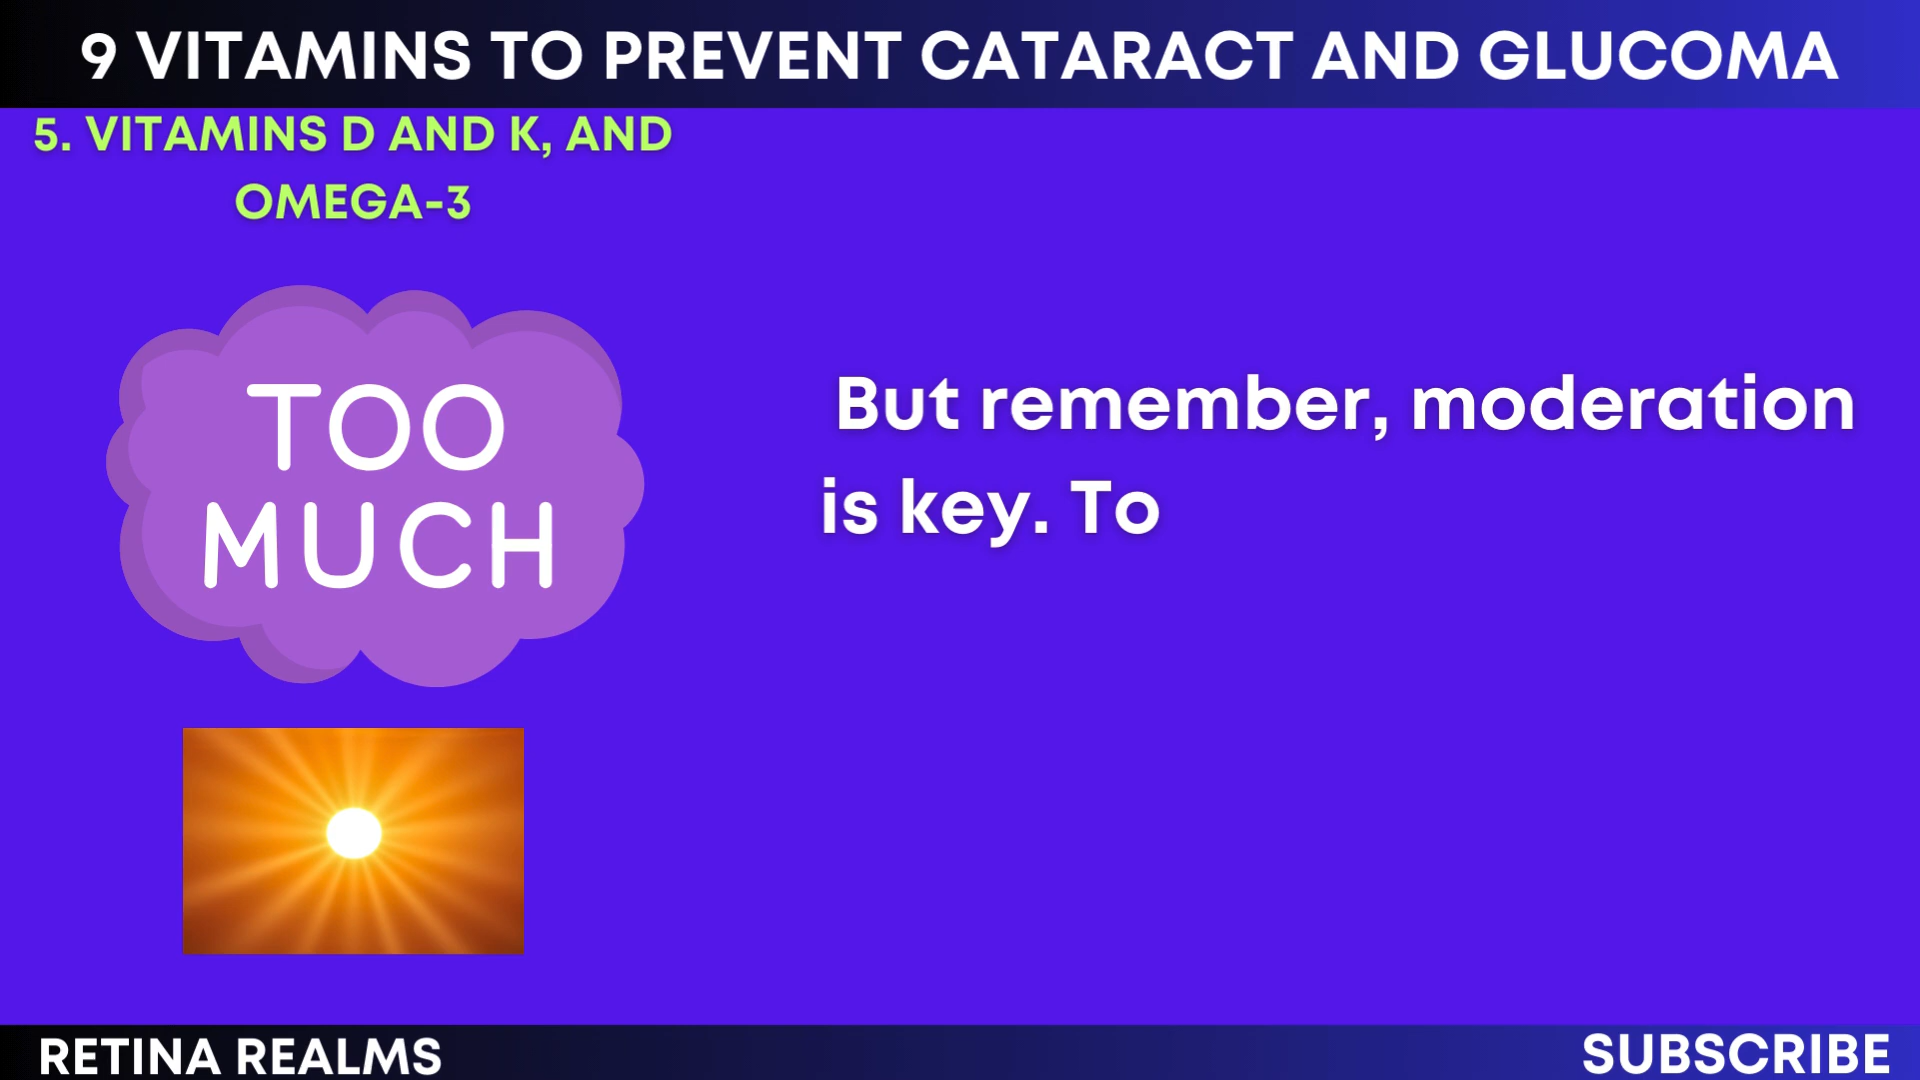 9 VITAMINS TO PREVENT CATARACT AND GLUCOMA
5. VITAMINS D AND K, AND
OMEGA-3
TOO
MUCH
But remember, moderation
is key. To
RETINA REALMS
SUBSCRIBE